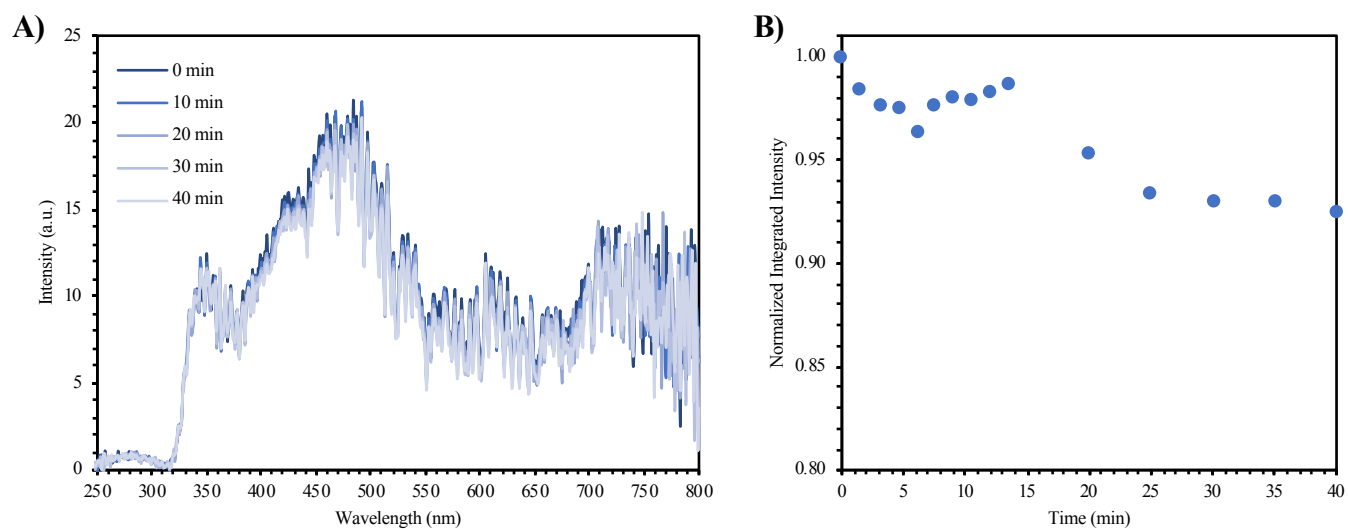 A)
25
20
15
10
5
0
Intensity (a.u.)
0 min
10 min
20 min
30 min
40 min
250 300 350 400 450 500 550 600 650 700 750 800
Wavelength (nm)
B)
1.00
0.95
0.90
0.85
0.80
Normalized Integrated Intensity
0 5 10 15 20 25 30 35 40
Time (min)